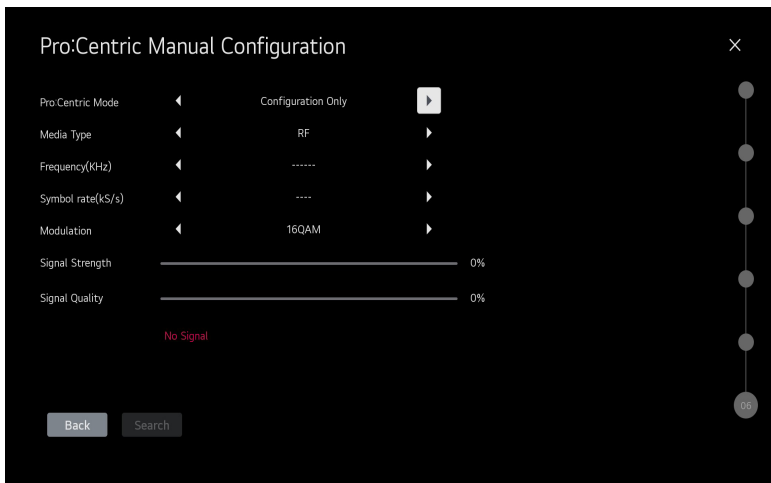 Pro:Centric Manual Configuration
Pro:Centric Mode Configuration Only
Media Type RF
Frequency(KHz) ------
Symbol rate(kS/s) ----
Modulation 16QAM
Signal Strength 0%
Signal Quality 0%
No Signal
06
Back Search